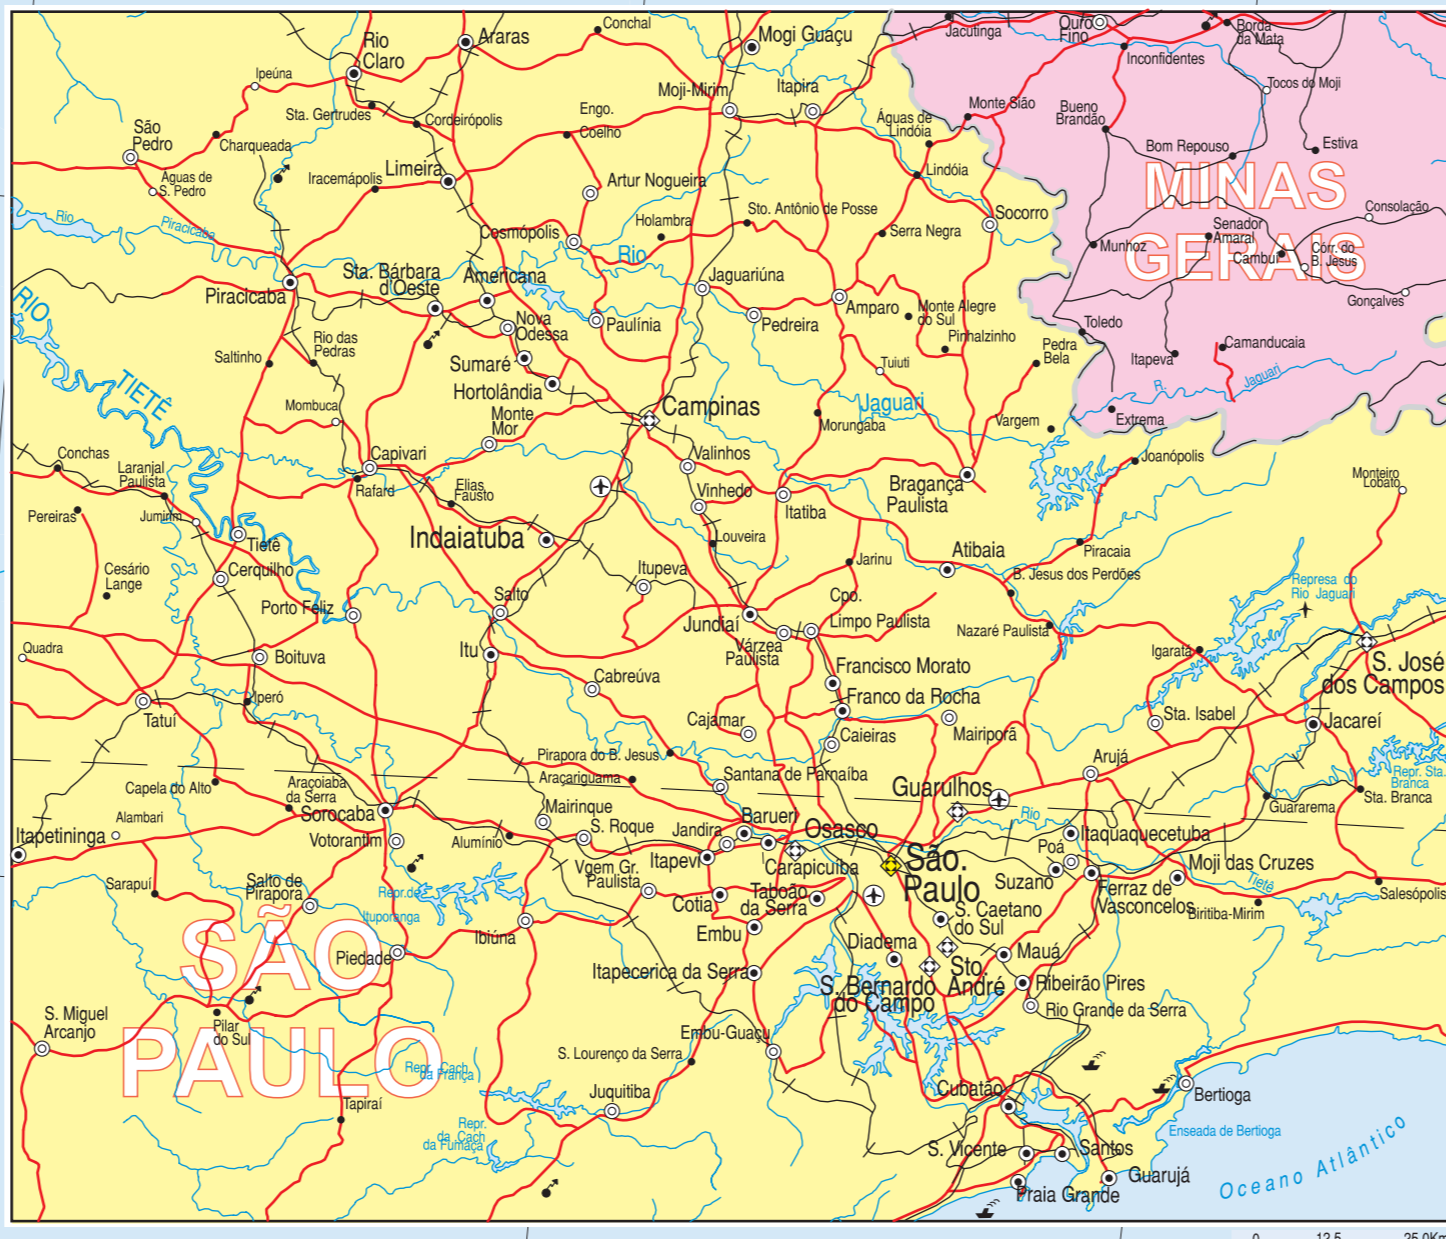 Conchal
Araras
Mogi Guaçu
Jacutinga
Ouro
Fino
Borda
da Mata
Rio
Claro
Inconfidentes
Ipeúna
Tocos do Moji
Moji-Mirim
Itapira
Sta. Gertrudes
Cordeirópolis
Engo.
Coelho
Águas de
Lindóia
Monte Sião
Bueno
Brandão
São
Pedro
Charqueada
Bom Repouso
Estiva
Águas de
S. Pedro
Iracemápolis
Limeira
Artur Nogueira
Lindóia
MINAS
GERAIS
Rio
Piracicaba
Cosmópolis
Holambra
Sto. Antônio de Posse
Serra Negra
Socorro
Consolação
Senador
Amaral
Munhoz
Cambuí
Córr. do
B. Jesus
Rio
Sta. Bárbara
d'Oeste
Americana
Jaguariúna
Gonçalves
Piracicaba
Nova
Odessa
Paulínia
Pedreira
Amparo
Monte Alegre
do Sul
RIO
TIETÊ
Rio das
Pedras
Saltinho
Sumaré
Hortolândia
Pinhalzinho
Pedra
Bela
Toledo
Itapeva
Camanducaia
Tuiuti
R.
Jaguari
Mombuca
Monte
Mor
Campinas
Jaguari
Morungaba
Vargem
Extrema
Conchas
Laranjal
Paulista
Capivari
Rafard
Elias
Fausto
Valinhos
Vinhedo
Itatiba
Bragança
Paulista
Joanópolis
Monteiro
Lobato
Pereiras
Jumirim
Tietê
Indaiatuba
Louveira
Atibaia
Piracaia
Cesário
Lange
Cerquilho
Itupeva
Jarinu
B. Jesus dos Perdões
Represa do
Rio Jaguari
Porto Feliz
Salto
Jundiaí
Cpo.
Limpo Paulista
Nazaré Paulista
Várzea
Paulista
Quadra
Boituva
Itu
Igaratá
Cabreúva
Francisco Morato
S. José
dos Campos
Iperó
Tatuí
Franco da Rocha
Cajamar
Caieiras
Mairiporã
Sta. Isabel
Jacareí
Pirapora do B. Jesus
Araçariguama
Santana de Parnaíba
Arujá
Capela do Alto
Araçoiaba
da Serra
Guarulhos
Repr. Sta.
Branca
Sta. Branca
Guararema
Alambari
Sorocaba
Mairinque
S. Roque
Jandira
Barueri
Osasco
Rio
Itaquaquecetuba
Itapetininga
Votorantim
Alumínio
Itapevi
Carapicuíba
São.
Paulo
Poá
Suzano
Moji das Cruzes
Sarapuí
Salto de
Pirapora
Repr. de
Ituporanga
Vgem Gr.
Paulista
Cotia
Taboão
da Serra
Ferraz de
Vasconcelos
Tietê
Biritiba-Mirim
Salesópolis
SÃO
PAULO
Ibiúna
Embu
S. Caetano
do Sul
Diadema
Mauá
Piedade
Itapecerica da Serra
S. Bernardo
do Campo
Sto.
André
Ribeirão Pires
Rio Grande da Serra
S. Miguel
Arcanjo
Pilar
do Sul
Embu-Guaçu
S. Lourenço da Serra
Repr. Cach.
da França
Juquitiba
Cubatão
Bertioga
Tapiraí
Repr.
da Cach
da Fumaça
Enseada de Bertioga
S. Vicente
Santos
Guarujá
Praia Grande
Oceano Atlântico
0 12,5 25,0Km